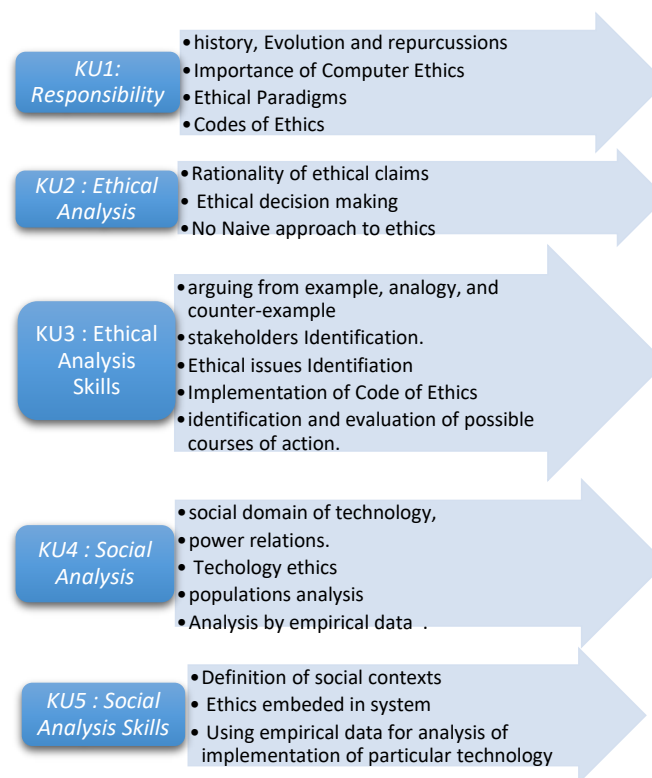 KU1:
Responsibility
•history, Evolution and repurcussions
•Importance of Computer Ethics
•Ethical Paradigms
•Codes of Ethics
KU2 : Ethical
Analysis
•Rationality of ethical claims
• Ethical decision making
•No Naive approach to ethics
KU3 : Ethical
Analysis
Skills
•arguing from example, analogy, and
counter-example
•stakeholders Identification.
•Ethical issues Identifiation
•Implementation of Code of Ethics
•identification and evaluation of possible
courses of action.
KU4 : Social
Analysis
•social domain of technology,
•power relations.
• Techology ethics
•populations analysis
•Analysis by empirical data .
KU5 : Social
Analysis Skills
•Definition of social contexts
• Ethics embeded in system
• Using empirical data for analysis of
implementation of particular technology